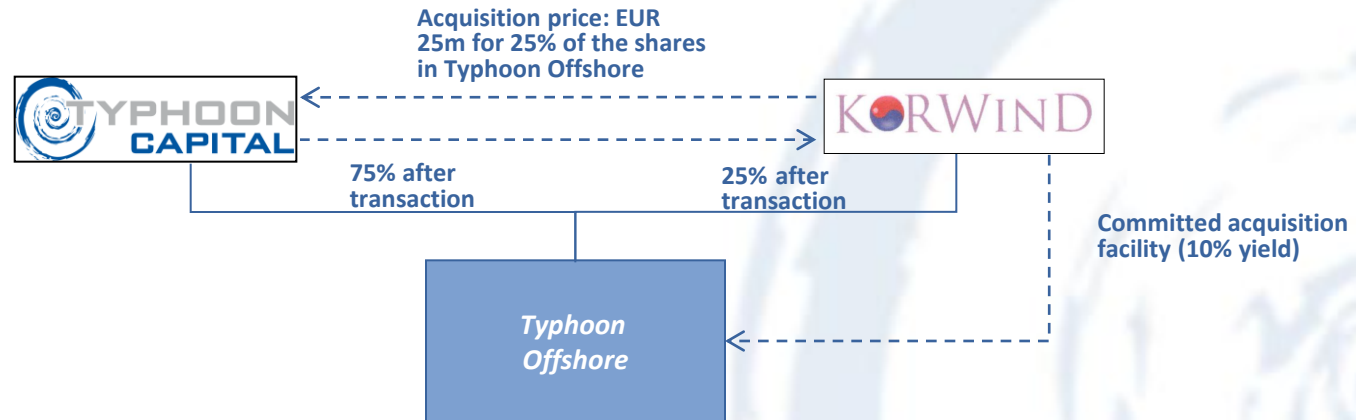 Acquisition price: EUR
25m for 25% of the shares
in Typhoon Offshore
TYPHOON
CAPITAL
KORWIND
75% after
transaction
25% after
transaction
Committed acquisition
facility (10% yield)
Typhoon
Offshore